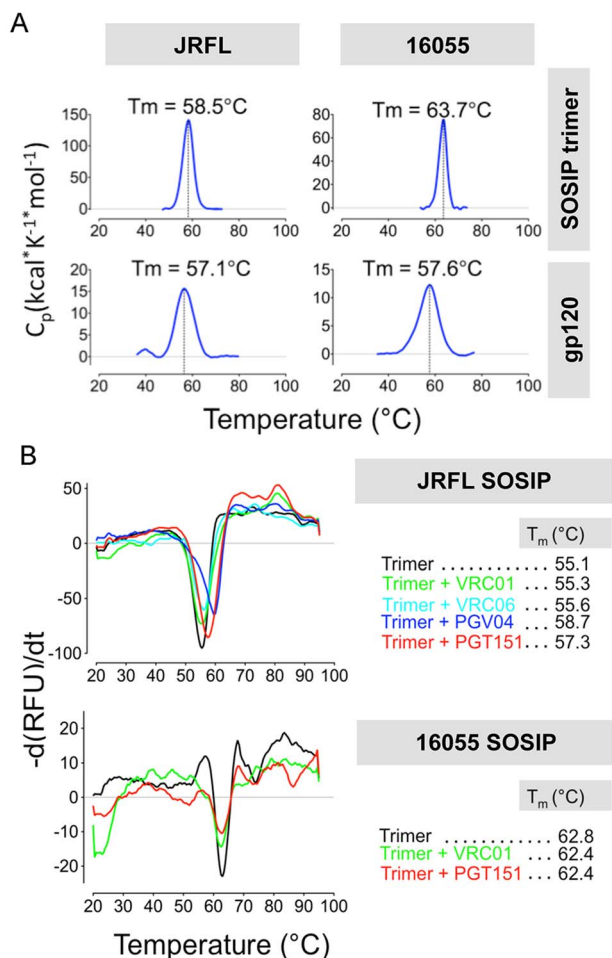 A
JRFL
16055
Tm = 58.5°C
Tm = 63.7°C
150
100
50
0
20 40 60 80 100
80
60
40
20
0
20 40 60 80 100
SOSIP trimer
Tm = 57.1°C
Tm = 57.6°C
20
15
10
5
0
20 40 60 80 100
15
10
5
0
20 40 60 80 100
gp120
Cp(kcal*K-1*mol-1)
Temperature (°C)
B
50
0
-50
-100
20 30 40 50 60 70 80 90 100
JRFL SOSIP
Tm (°C)
Trimer . . . . . . . . . . . . 55.1
Trimer + VRC01 . . . 55.3
Trimer + VRC06 . . . 55.6
Trimer + PGV04 . . . 58.7
Trimer + PGT151 . . . 57.3
-d(RFU)/dt
20
10
0
-10
-20
20 30 40 50 60 70 80 90 100
Temperature (°C)
16055 SOSIP
Tm (°C)
Trimer . . . . . . . . . . . 62.8
Trimer + VRC01 . . . 62.4
Trimer + PGT151 . . . 62.4